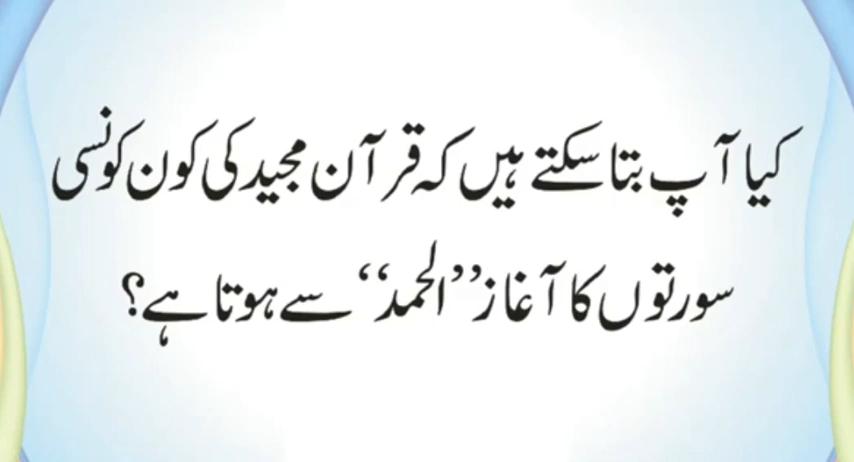 کیا آپ بتا سکتے ہیں کہ قرآن مجید کی کون کونسی
سورتوں کا آغاز ”الحمد“ سے ہوتا ہے؟